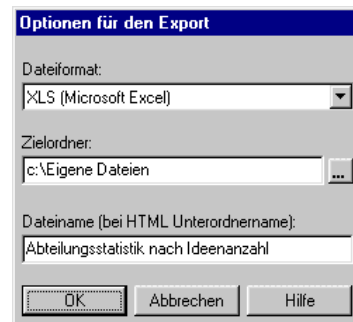 Optionen für den Export
Dateiformat:
XLS (Microsoft Excel)
Zielordner:
c:\Eigene Dateien
...
Dateiname (bei HTML Unterordnername):
Abteilungsstatistik nach Ideenanzahl
OK Abbrechen Hilfe